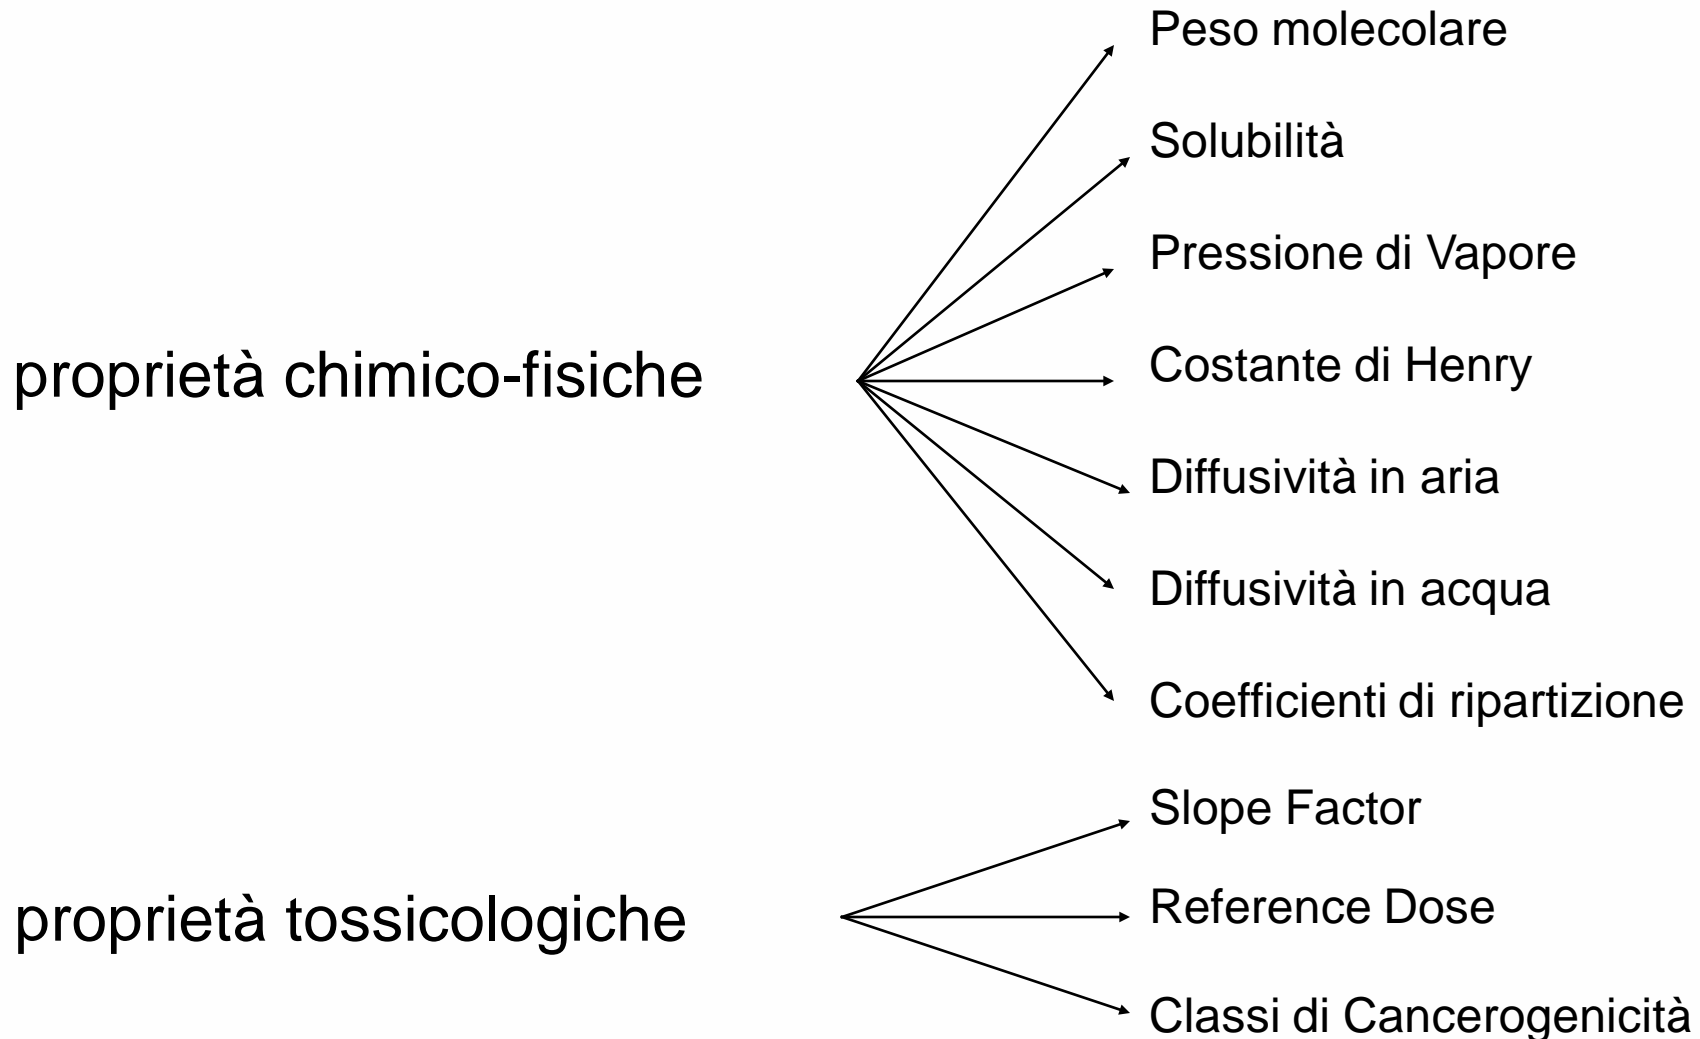 Peso molecolare
Solubilità
Pressione di Vapore
proprietà chimico-fisiche
Costante di Henry
Diffusività in aria
Diffusività in acqua
Coefficienti di ripartizione
Slope Factor
proprietà tossicologiche
Reference Dose
Classi di Cancerogenicità